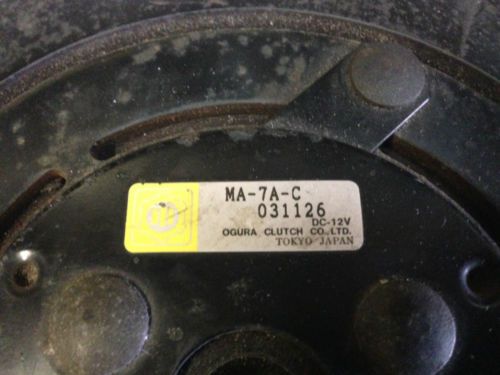 MA-7A-C
031126
DC-12V
OGURA CLUTCH CO.,LTD.
TOKYO JAPAN